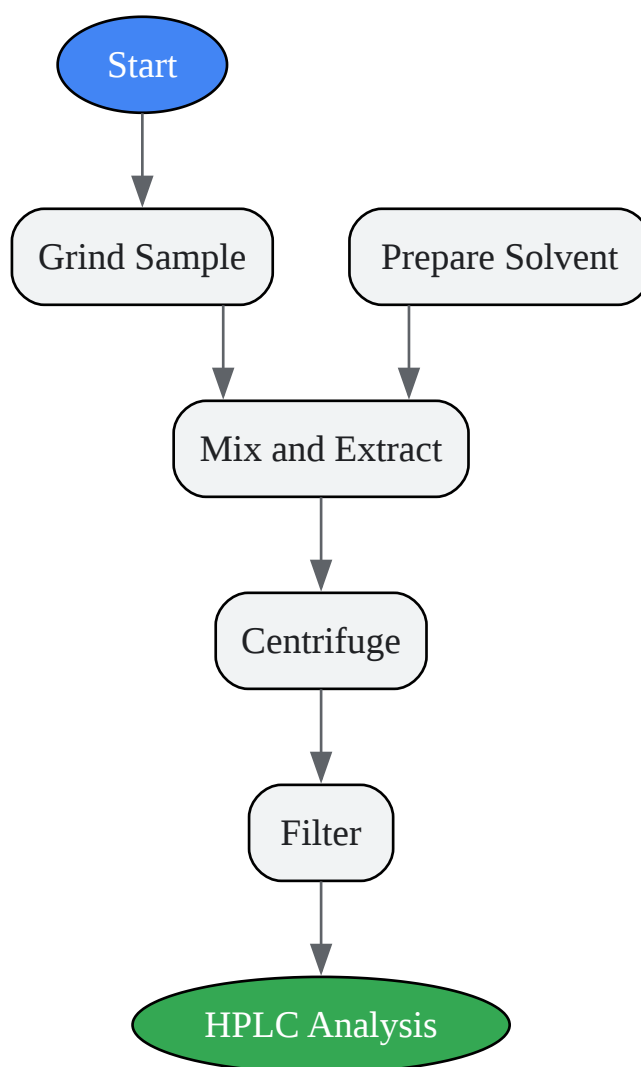 Start
Grind Sample
Prepare Solvent
Mix and Extract
Centrifuge
Filter
HPLC Analysis